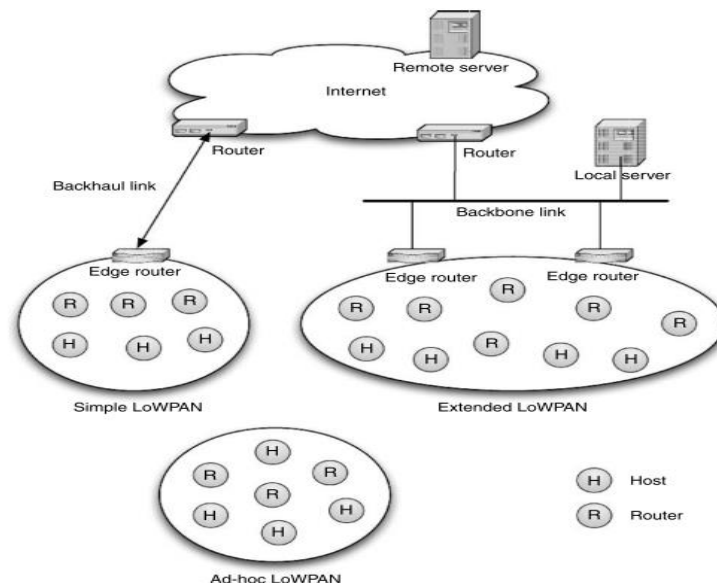 Remote server
Internet
Router
Router
Local server
Backhaul link
Backbone link
Edge router
Edge router
Edge router
R
R
R
H
H
H
R
R
R
R
R
H
H
R
H
H
Simple LoWPAN
Extended LoWPAN
H
R
R
R
H
H
H
H Host
R Router
Ad-hoc LoWPAN